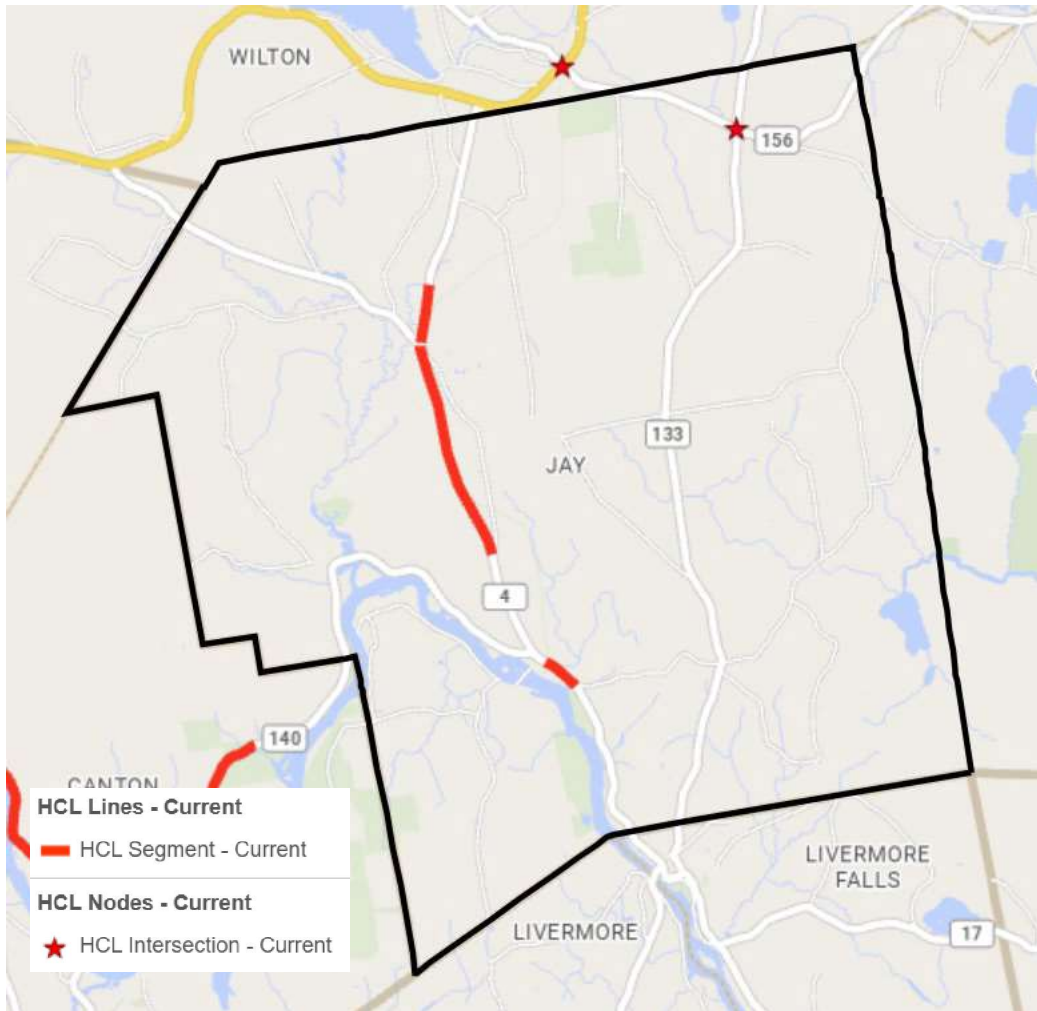 WILTON
156
133
JAY
4
140
CANTON
HCL Lines - Current
HCL Segment - Current
HCL Nodes - Current
HCL Intersection - Current
LIVERMORE
FALLS
LIVERMORE
17